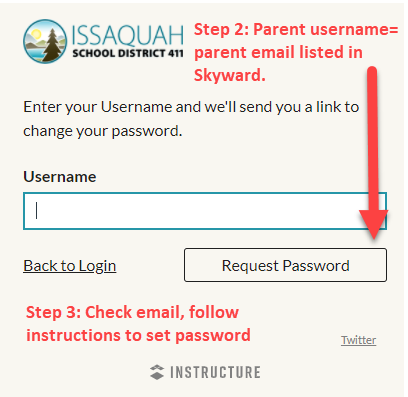 ISSAQUAH
SCHOOL DISTRICT 411
Step 2: Parent username=
parent email listed in
Skyward.
Enter your Username and we'll send you a link to
change your password.
Username
Back to Login
Request Password
Step 3: Check email, follow
instructions to set password
Twitter
INSTRUCTURE